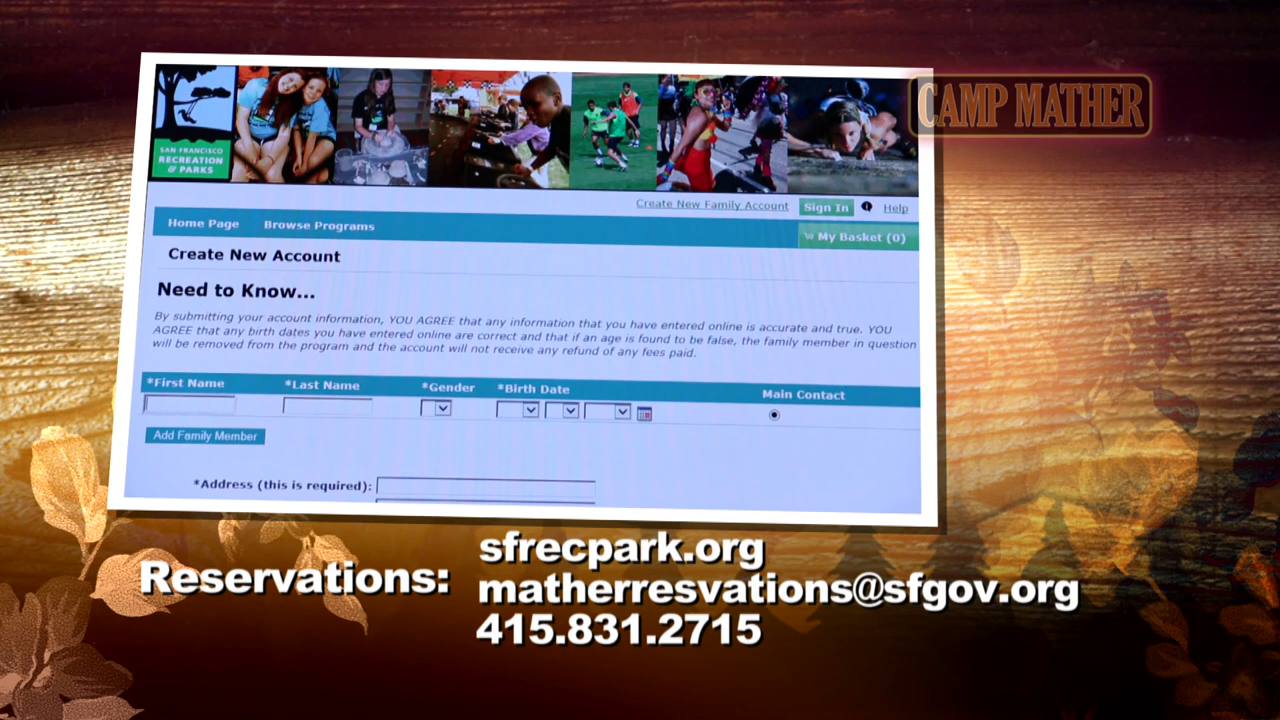 CAMP MATHER
SAN FRANCISCO
RECREATION
& PARKS
Create New Family Account Sign In Help
Home Page Browse Programs
My Basket (0)
Create New Account
Need to Know...
By submitting your account information, YOU AGREE that any information that you have entered online is accurate and true. YOU
AGREE that any birth dates you have entered online are correct and that if an age is found to be false, the family member in question
will be removed from the program and the account will not receive any refund of any fees paid.
*First Name *Last Name *Gender *Birth Date Main Contact
Add Family Member
*Address (this is required):
Reservations:
sfrecpark.org
matherresvations@sfgov.org
415.831.2715